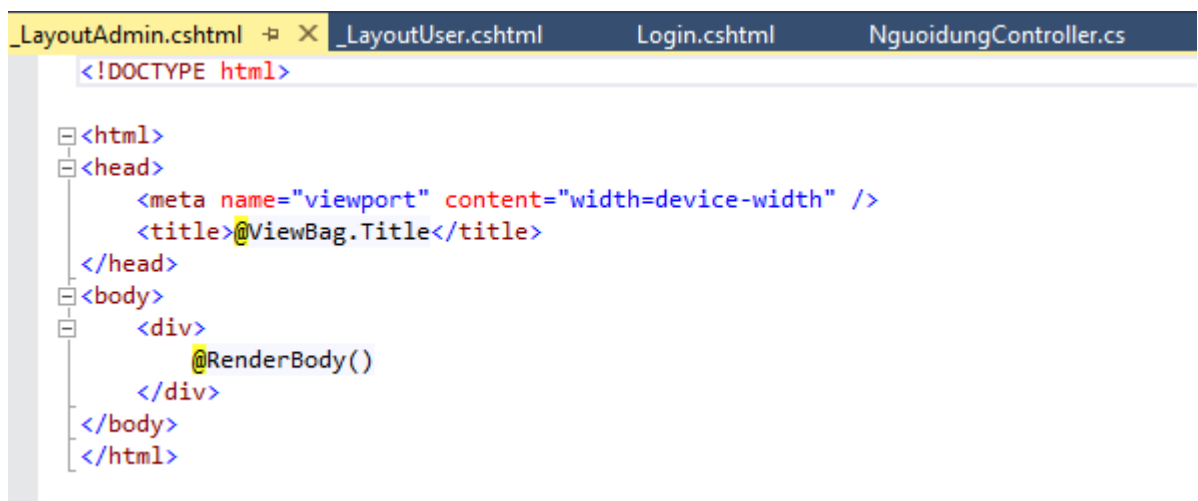 _LayoutAdmin.cshtml _LayoutUser.cshtml Login.cshtml NguoidungController.cs
<!DOCTYPE html>
<html>
<head>
<meta name="viewport" content="width=device-width" />
<title>@ViewBag.Title</title>
</head>
<body>
<div>
@RenderBody()
</div>
</body>
</html>